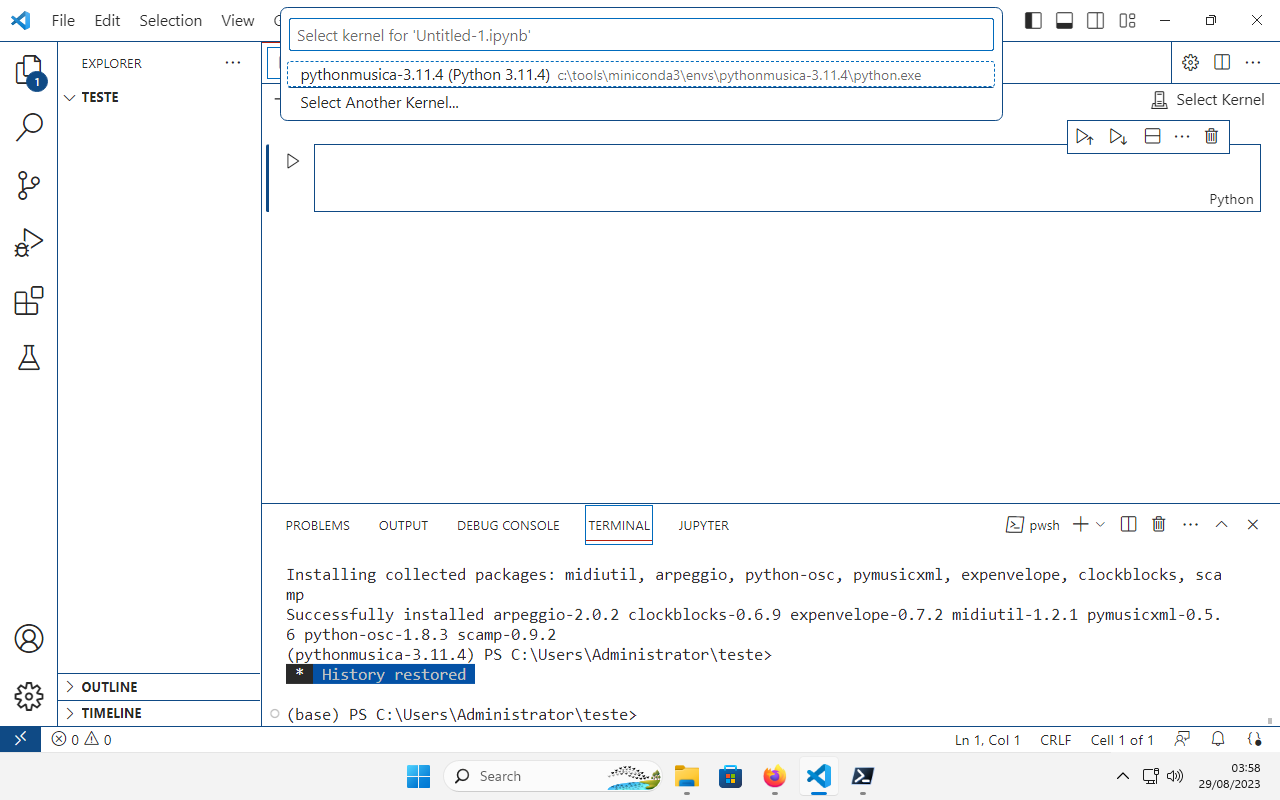 File Edit Selection View
Select kernel for 'Untitled-1.ipynb'
pythonmusica-3.11.4 (Python 3.11.4) c:\tools\miniconda3\envs\pythonmusica-3.11.4\python.exe
Select Another Kernel...
EXPLORER
1
TESTE
Select Kernel
Python
PROBLEMS OUTPUT DEBUG CONSOLE TERMINAL JUPYTER
pwsh
Installing collected packages: midiutil, arpeggio, python-osc, pymusicxml, expenvelope, clockblocks, sca
mp
Successfully installed arpeggio-2.0.2 clockblocks-0.6.9 expenvelope-0.7.2 midiutil-1.2.1 pymusicxml-0.5.
6 python-osc-1.8.3 scamp-0.9.2
(pythonmusica-3.11.4) PS C:\Users\Administrator\teste>
* History restored
(base) PS C:\Users\Administrator\teste>
OUTLINE
TIMELINE
0 0 Ln 1, Col 1 CRLF Cell 1 of 1
Search
03:58
29/08/2023